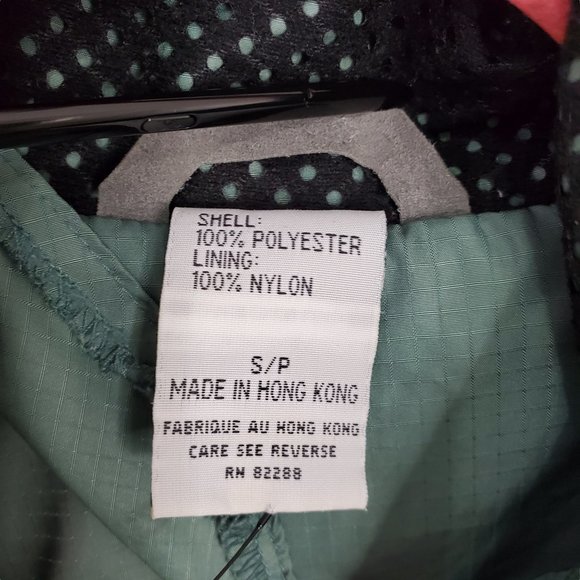 SHELL:
100% POLYESTER
LINING:
100% NYLON
S/P
MADE IN HONG KONG
FABRIQUE AU HONG KONG
CARE SEE REVERSE
RN 82288